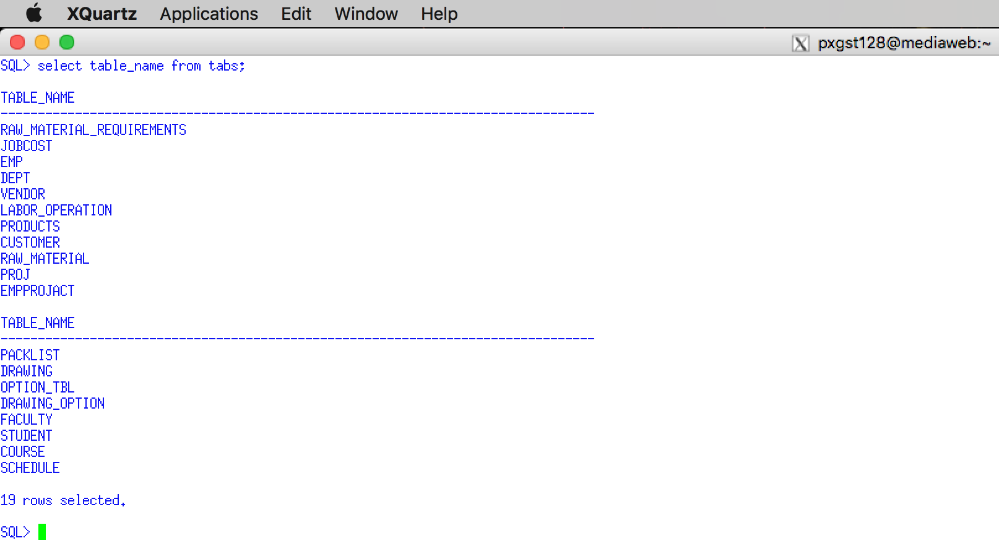 XQuartz Applications Edit Window Help
X pxgst128@mediaweb:~
SQL> select table_name from tabs;
TABLE_NAME
--------------------------------------------------------------------------------
RAW_MATERIAL_REQUIREMENTS
JOBCOST
EMP
DEPT
VENDOR
LABOR_OPERATION
PRODUCTS
CUSTOMER
RAW_MATERIAL
PROJ
EMPPROJACT
TABLE_NAME
--------------------------------------------------------------------------------
PACKLIST
DRAWING
OPTION_TBL
DRAWING_OPTION
FACULTY
STUDENT
COURSE
SCHEDULE
19 rows selected.
SQL>